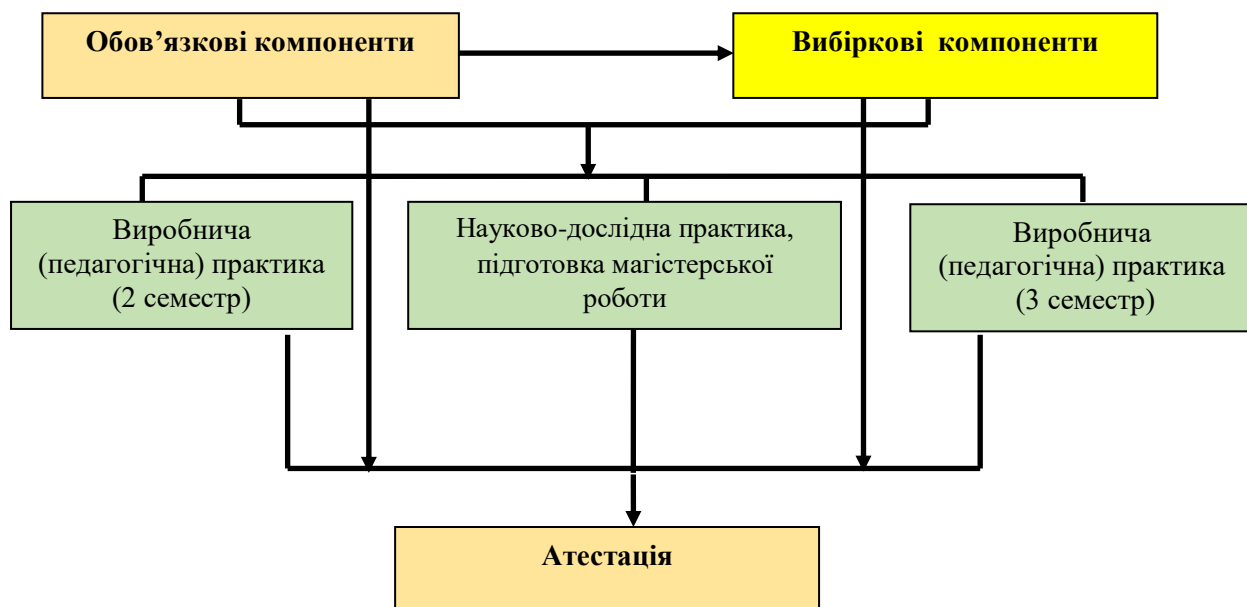 Обов’язкові компоненти
Вибіркові компоненти
Виробнича
(педагогічна) практика
(2 семестр)
Науково-дослідна практика,
підготовка магістерської
роботи
Виробнича
(педагогічна) практика
(3 семестр)
Атестація